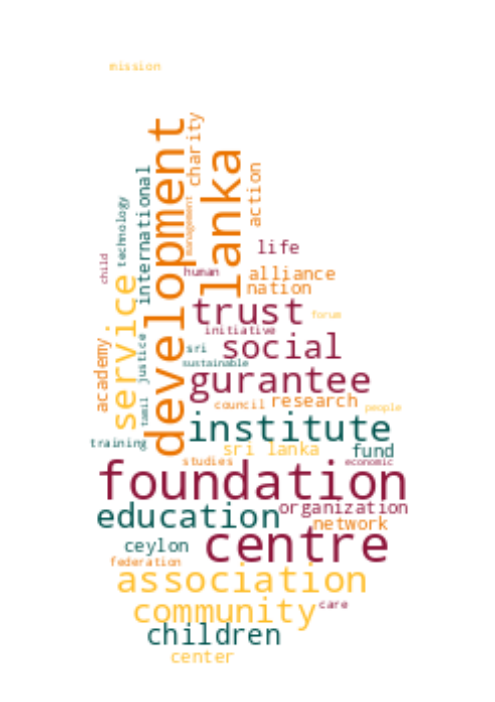 mission
development
charity
lanka
action
international
technology
management
child
human
life
alliance
nation
service
trust
forum
initiative
academy
justice
tamil
sri
social
sustainable
gurantee
council
research
people
institute
training
sri lanka
fund
studies
economic
foundation
organization
education
network
centre
ceylon
federation
association
community
care
children
center